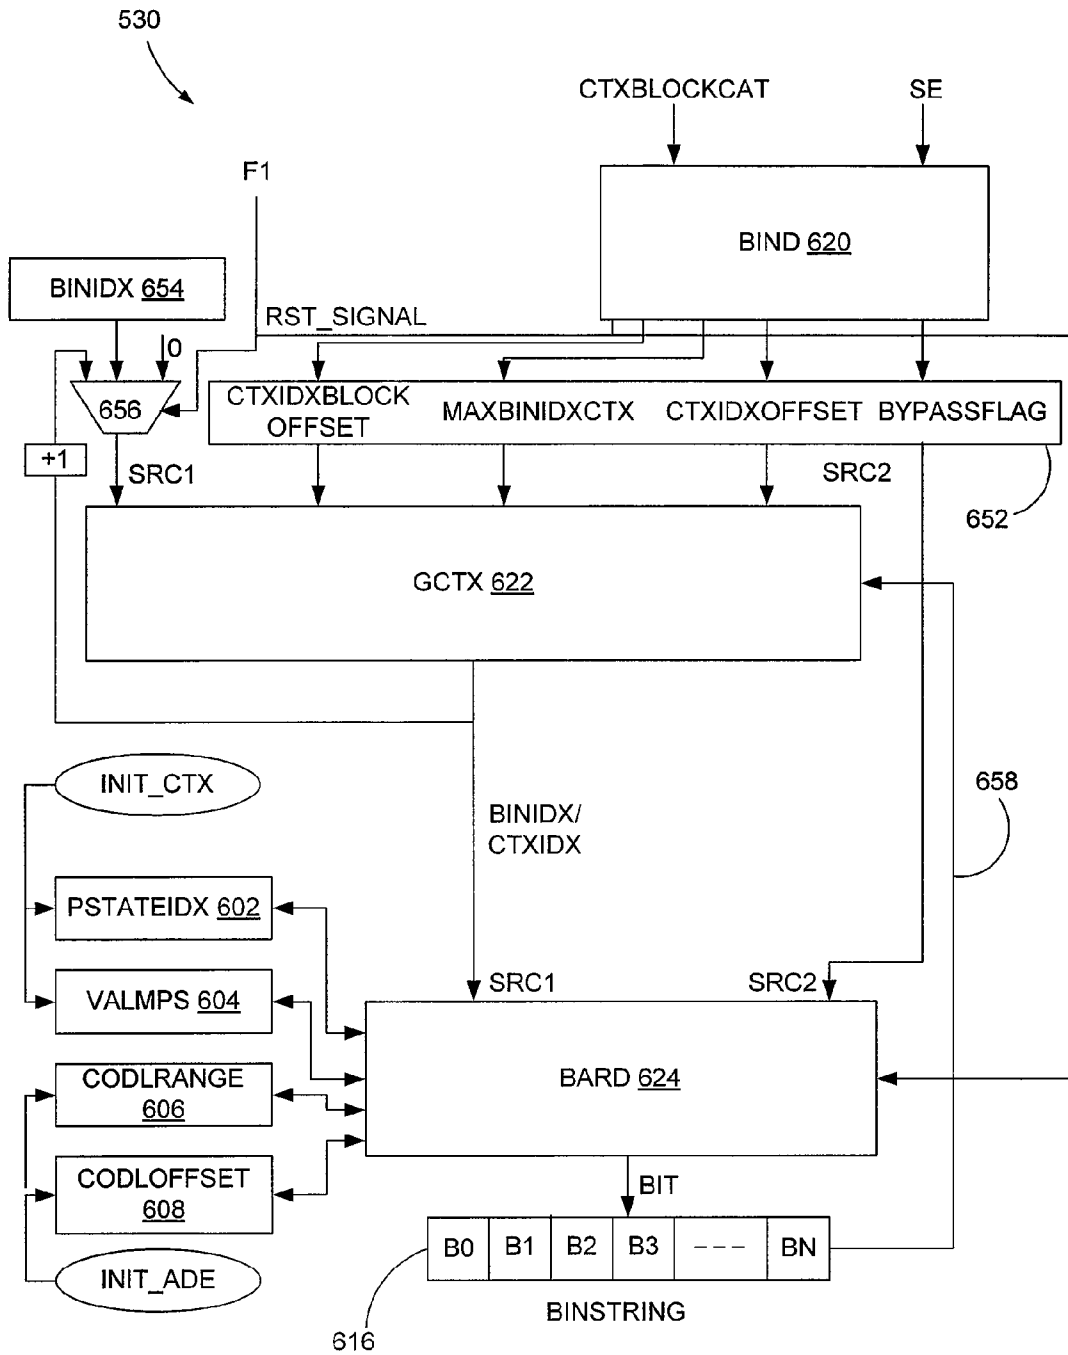 530
CTXBLOCKCAT
SE
F1
BIND 620
BINIDX 654
RST_SIGNAL
0
656
CTXIDXBLOCK
OFFSET
MAXBINIDXCTX
CTXIDXOFFSET
BYPASSFLAG
+1
SRC1
SRC2
652
GCTX 622
INIT_CTX
658
BINIDX/
CTXIDX
PSTATEIDX 602
SRC1
SRC2
VALMPS 604
CODLRANGE
606
BARD 624
CODLOFFSET
608
BIT
B0 B1 B2 B3 ---- BN
INIT_ADE
BINSTRING
616